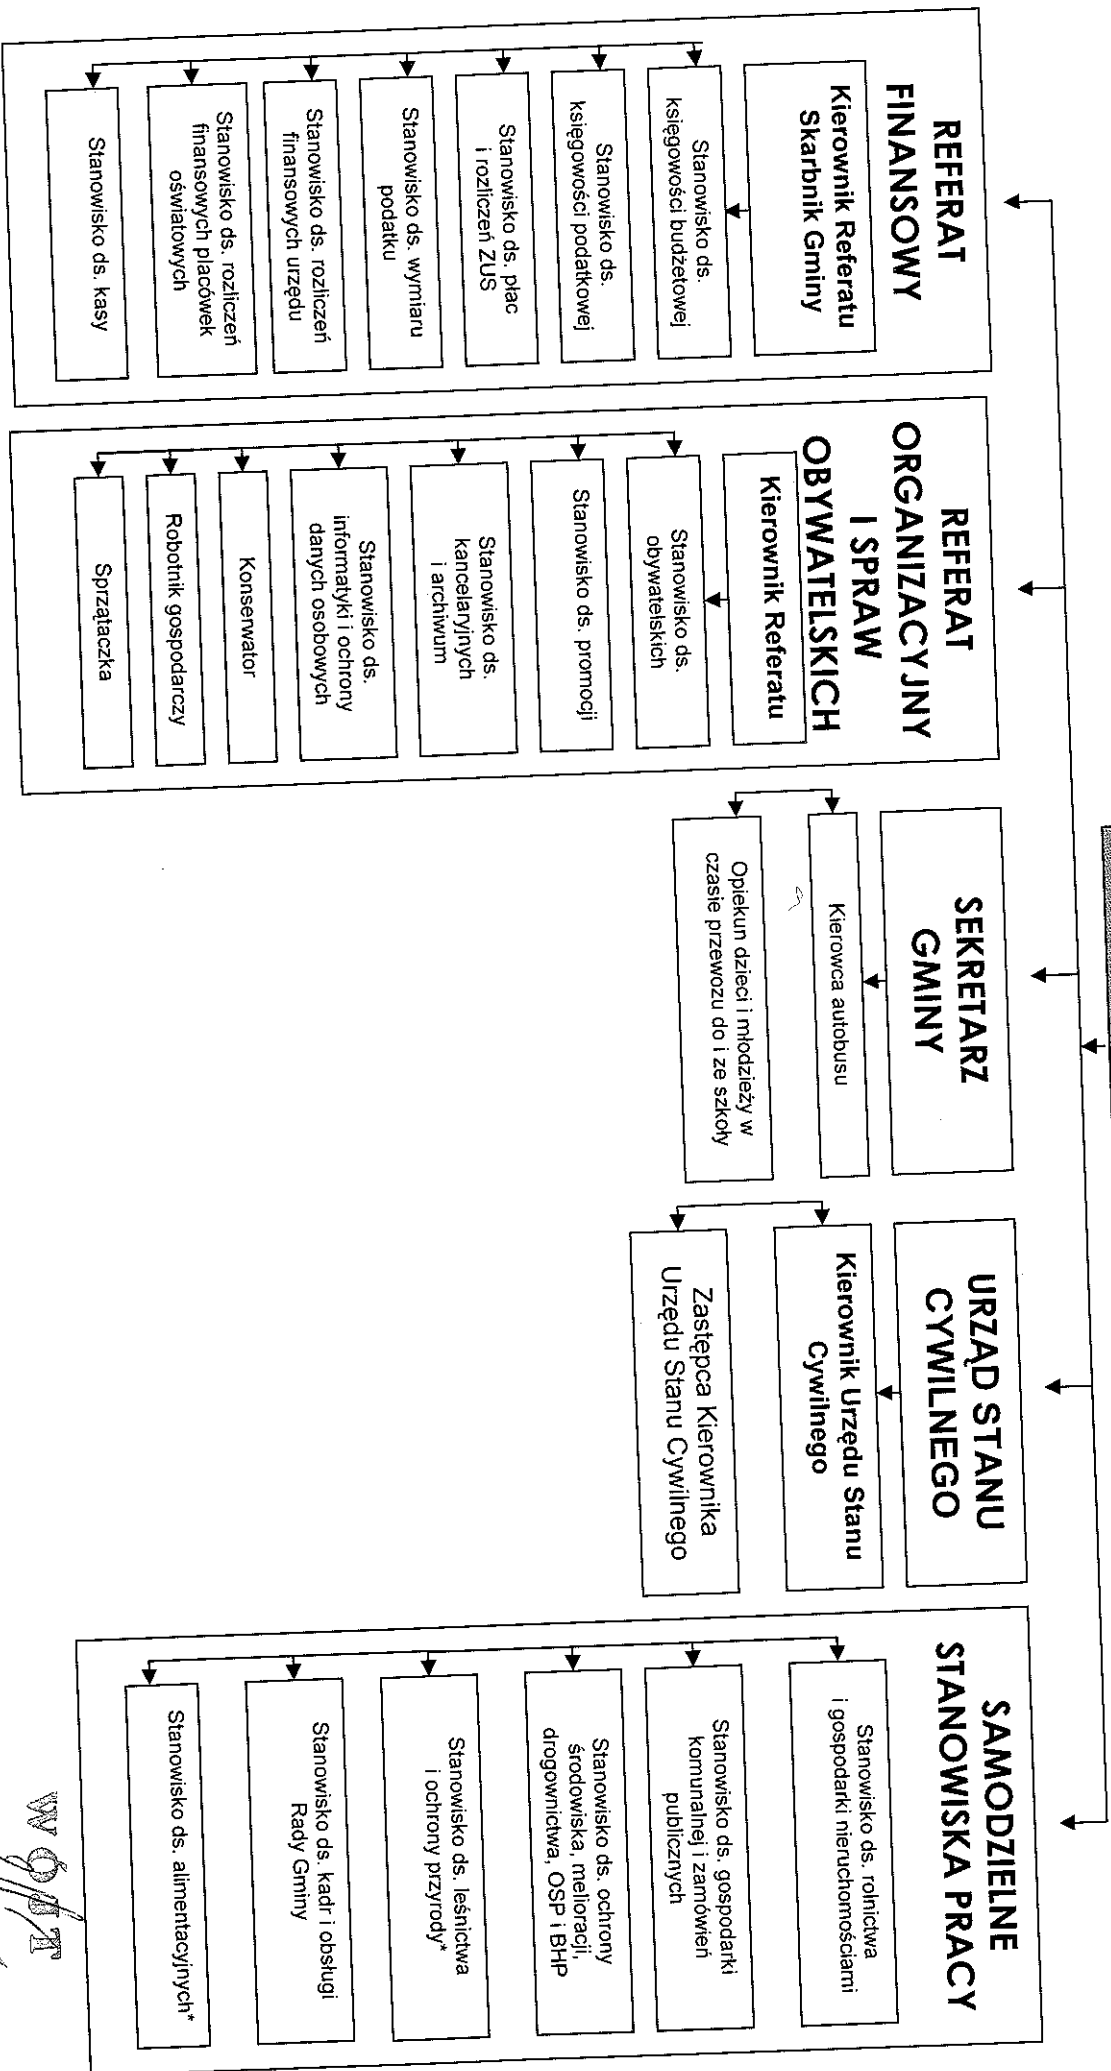 REFERAT
FINANSOWY
Kierownik Referatu
Skarbnik Gminy
Stanowisko ds.
księgowości budżetowej
Stanowisko ds.
księgowości podatkowej
Stanowisko ds. płac
i rozliczeń ZUS
Stanowisko ds. wymiaru
podatku
Stanowisko ds. rozliczeń
finansowych urzędu
Stanowisko ds. rozliczeń
finansowych placówek
oświatowych
Stanowisko ds. kasy
REFERAT
ORGANIZACYJNY
I SPRAW
OBYWATELSKICH
Kierownik Referatu
Stanowisko ds.
obywatelskich
Stanowisko ds. promocji
Stanowisko ds.
kancelaryjnych
i archiwum
Stanowisko ds.
informatyki i ochrony
danych osobowych
Konserwator
Robotnik gospodarczy
Sprzątaczka
SEKRETARZ
GMINY
Kierowca autobusu
Opiekun dzieci i młodzieży w
czasie przewozu do i ze szkoły
URZĄD STANU
CYWILNEGO
Kierownik Urzędu Stanu
Cywilnego
Zastępca Kierownika
Urzędu Stanu Cywilnego
SAMODZIELNE
STANOWISKA PRACY
Stanowisko ds. rolnictwa
i gospodarki nieruchomościami
Stanowisko ds. gospodarki
komunalnej i zamówień
publicznych
Stanowisko ds. ochrony
środowiska, melioracji,
drogownictwa, OSP i BHP
Stanowisko ds. leśnictwa
i ochrony przyrody*
Stanowisko ds. kadr i obsługi
Rady Gminy
Stanowisko ds. alimentacyjnych*
WÓJT